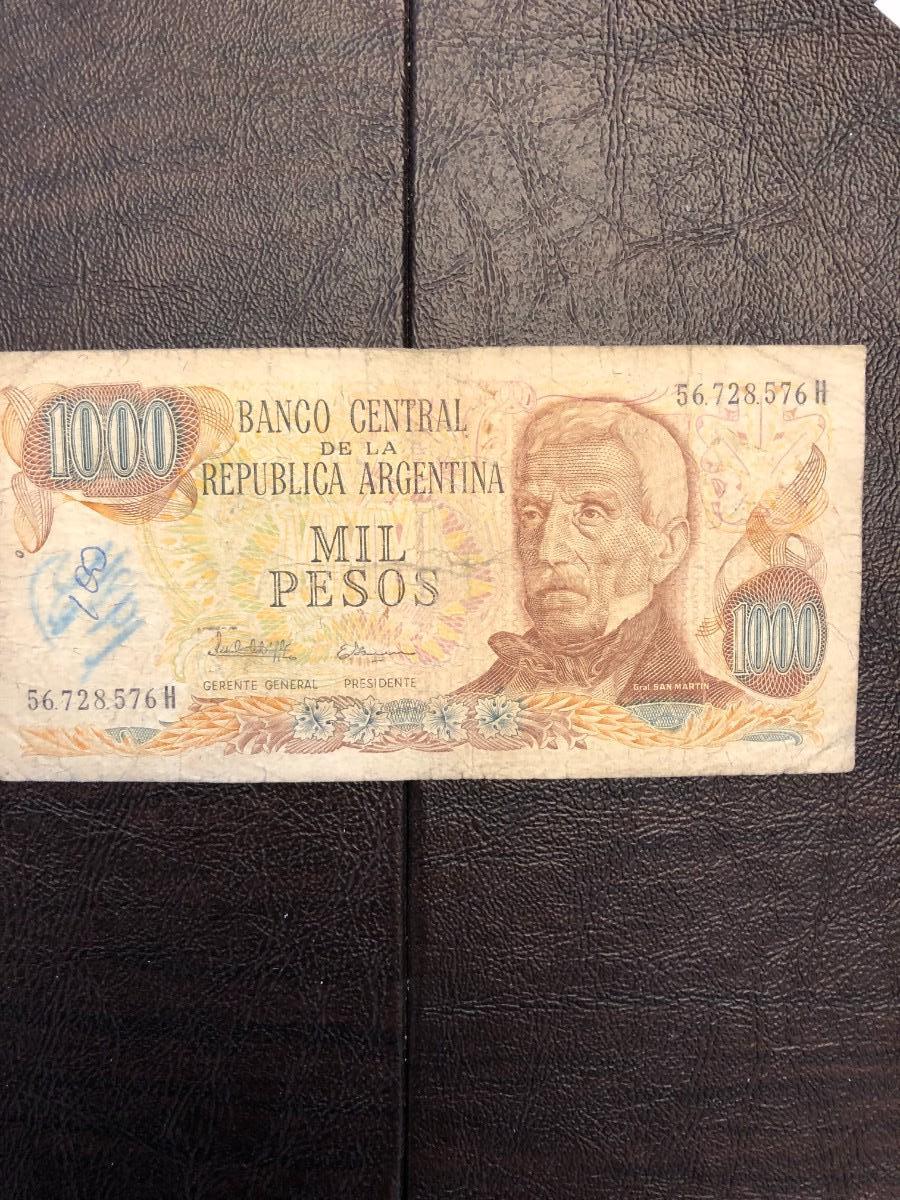 1000
BANCO CENTRAL
DE LA
REPUBLICA ARGENTINA
56.728.576 H
MIL
PESOS
100
GERENTE GENERAL PRESIDENTE
Gral. SAN MARTIN
1000
56.728.576 H